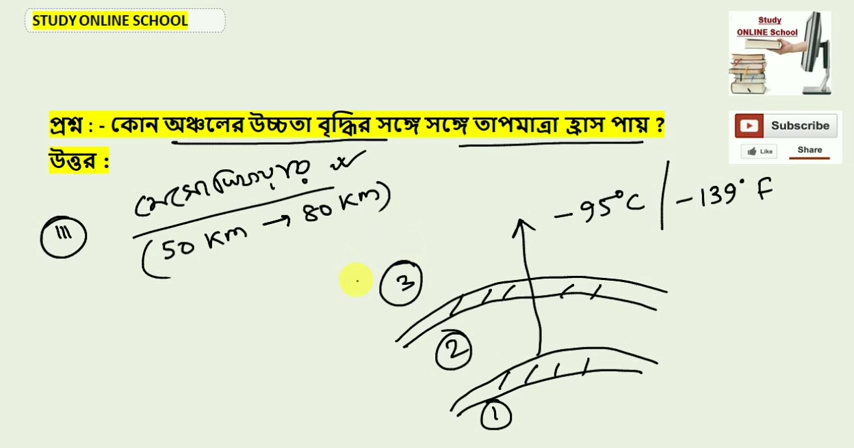 STUDY ONLINE SCHOOL
Study
ONLINE School
প্রশ্ন : - কোন অঞ্চলের উচ্চতা বৃদ্ধির সঙ্গে সঙ্গে তাপমাত্রা হ্রাস পায় ?
Subscribe
Like Share
উত্তর :
III
(50 Km → 80 Km)
-95°C | -139° F
3
2
1